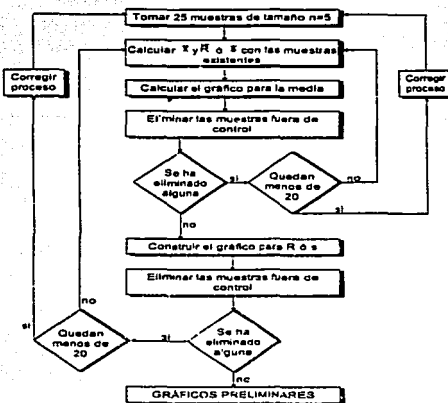 Tomar 25 muestras de tamaño n=5
Calcular x̄ y R̄ ó s̄ con las muestras
existentes
Corregir
proceso
Corregir
proceso
Calcular el gráfico para la media
Eliminar las muestras fuera de
control
Se ha
eliminado
alguna
si
Quedan
menos de
20
no
si
no
Construir el gráfico para R ó s
Eliminar las muestras fuera de
control
no
si
Quedan
menos de
20
si
Se ha
eliminado
alguna
no
GRÁFICOS PRELIMINARES